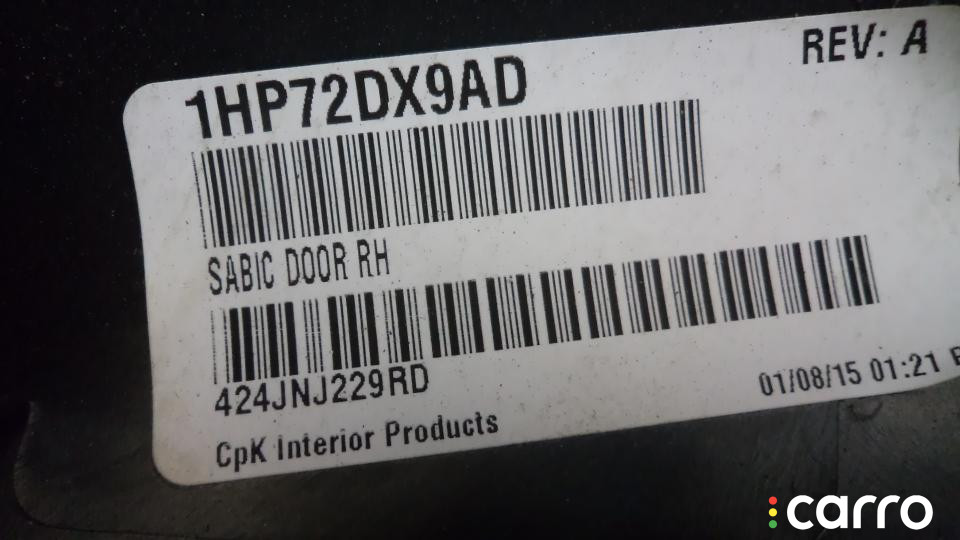 1HP72DX9AD
REV: A
SABIC DOOR RH
424JNJ229RD
01/08/15 01:21
CpK Interior Products
carro